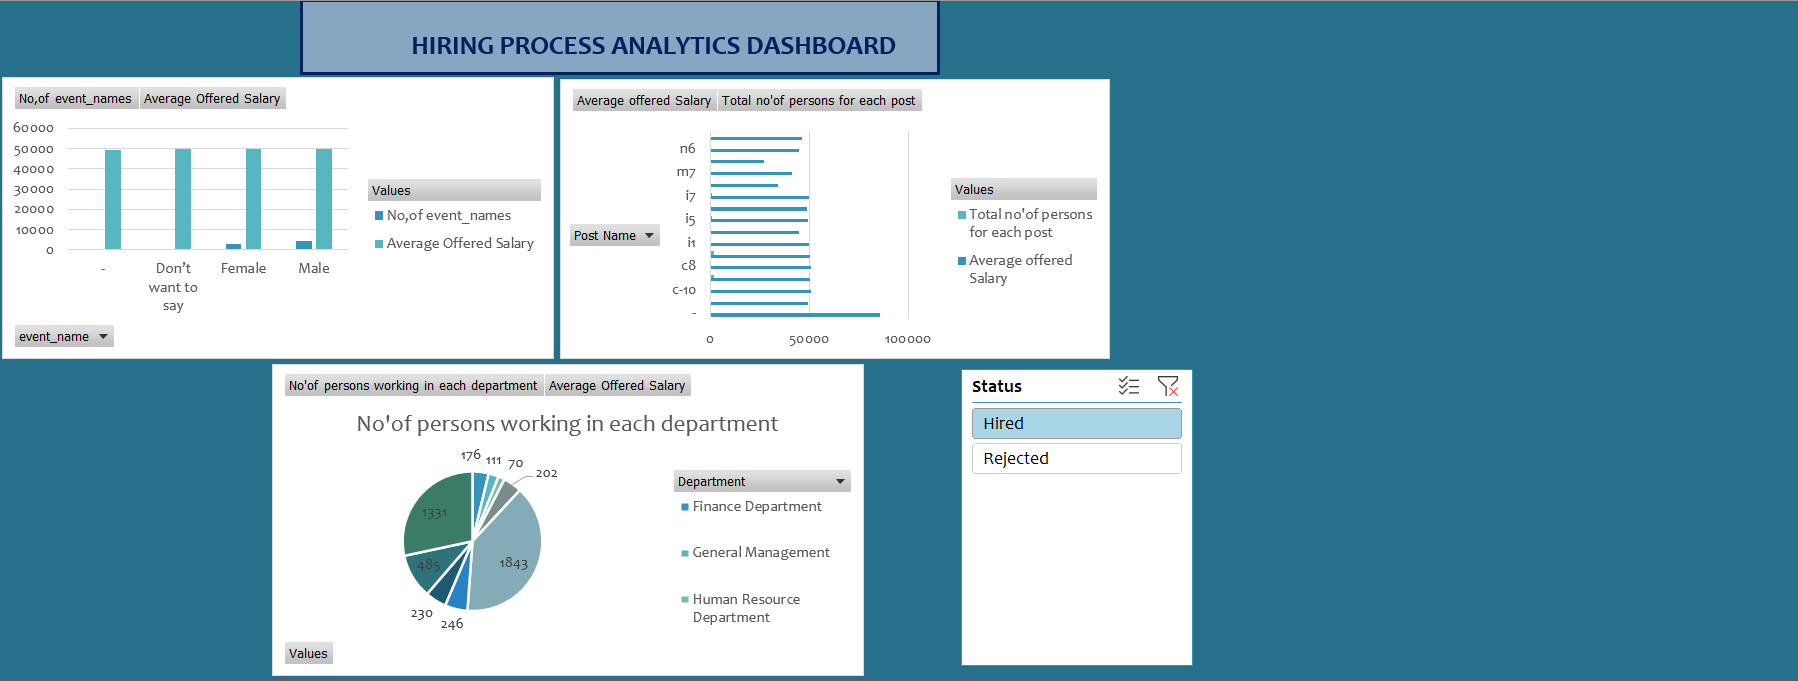 HIRING PROCESS ANALYTICS DASHBOARD
No,of event_names
Average Offered Salary
60000
50000
40000
30000
20000
10000
0
-
Don't
want to
say
Female
Male
Values
No,of event_names
Average Offered Salary
event_name
Average offered Salary
Total no'of persons for each post
Post Name
n6
m7
i7
i5
i1
c8
c-10
-
0
50000
100000
Values
Total no'of persons
for each post
Average offered
Salary
No'of persons working in each department
Average Offered Salary
No'of persons working in each department
176
111
70
202
1331
1843
485
230
246
Department
Finance Department
General Management
Human Resource
Department
Values
Status
Hired
Rejected